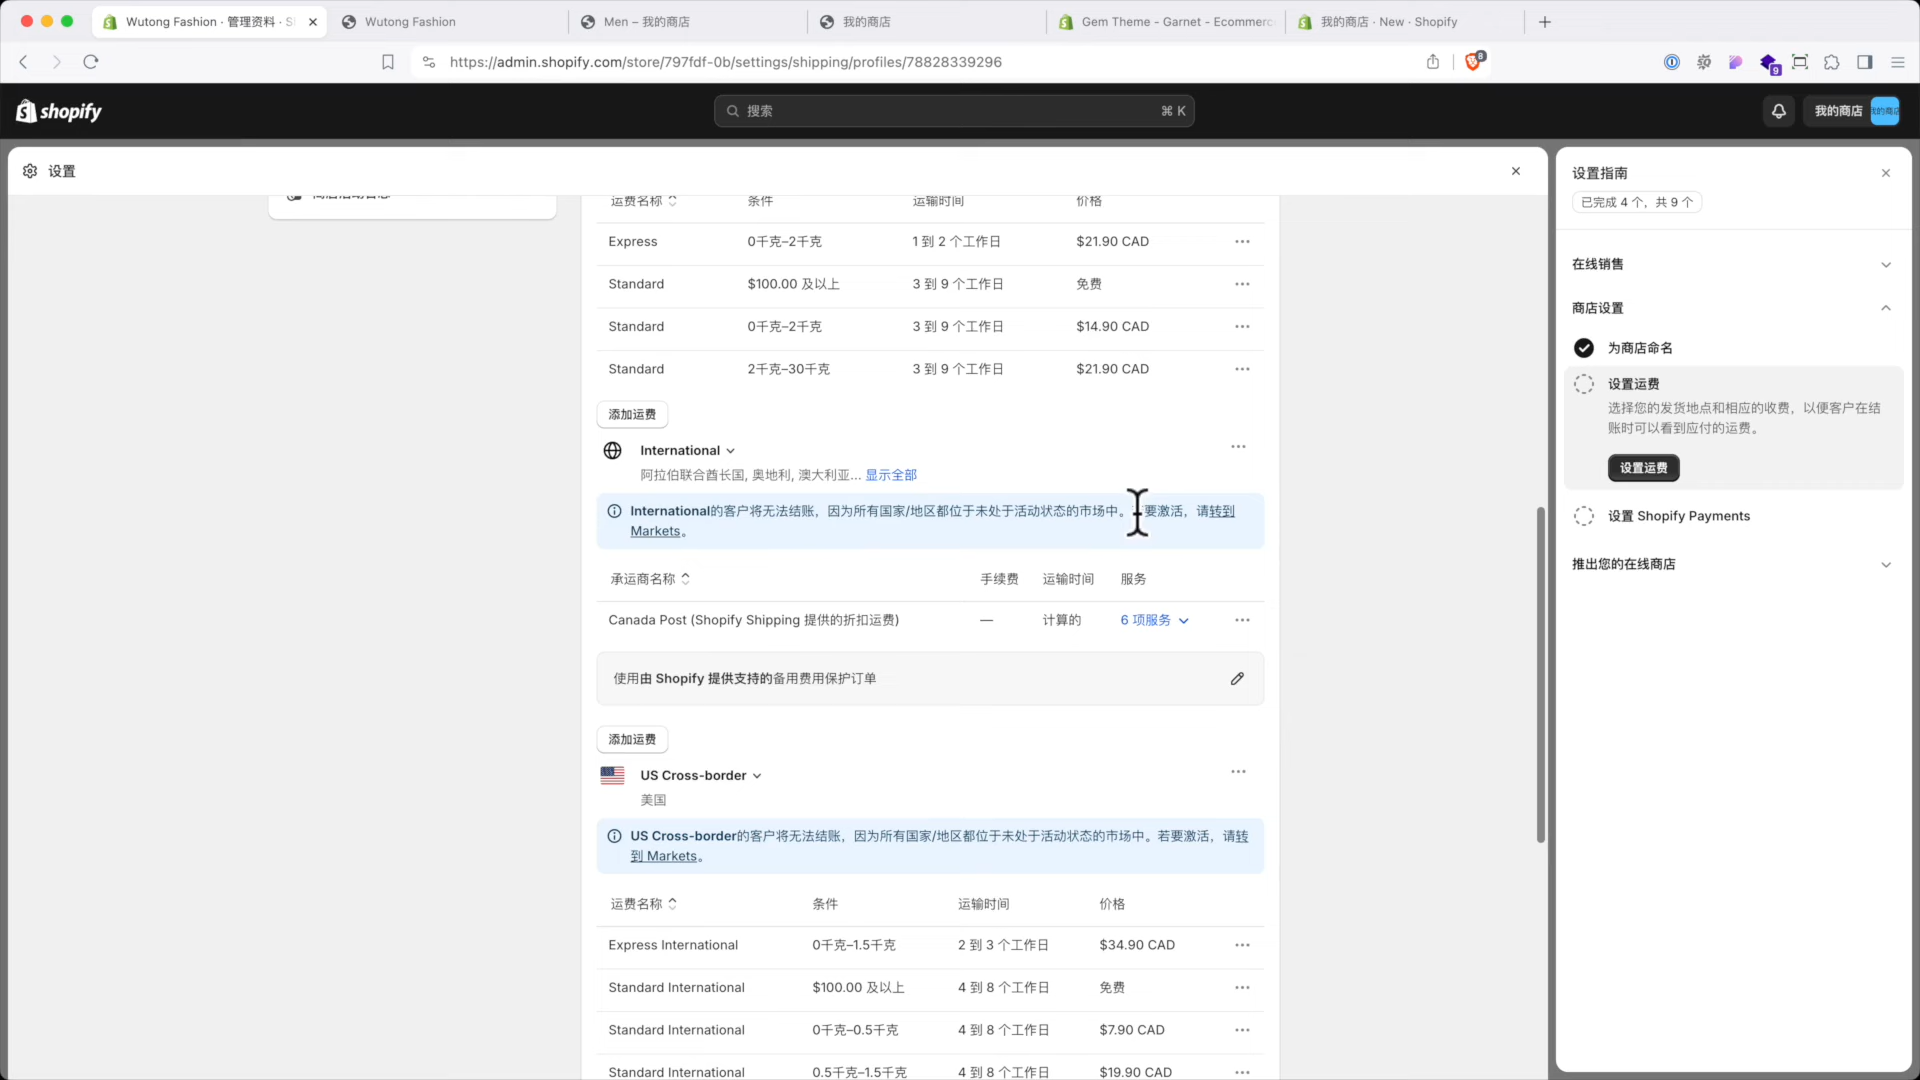 Wutong Fashion · 管理资料 · S
Wutong Fashion
Men – 我的商店
我的商店
Gem Theme - Garnet - Ecommerc
我的商店 · New · Shopify
https://admin.shopify.com/store/797fdf-0b/settings/shipping/profiles/78828339296
8
9
shopify
搜索
⌘ K
我的商店
设置
运费名称 条件 运输时间 价格
Express 0千克–2千克 1 到 2 个工作日 $21.90 CAD
Standard $100.00 及以上 3 到 9 个工作日 免费
Standard 0千克–2千克 3 到 9 个工作日 $14.90 CAD
Standard 2千克–30千克 3 到 9 个工作日 $21.90 CAD
添加运费
International
阿拉伯联合酋长国, 奥地利, 澳大利亚... 显示全部
International的客户将无法结账，因为所有国家/地区都位于未处于活动状态的市场中。要激活，请转到
Markets。
承运商名称 手续费 运输时间 服务
Canada Post (Shopify Shipping 提供的折扣运费) — 计算的 6 项服务
使用由 Shopify 提供支持的备用费用保护订单
添加运费
US Cross-border
美国
US Cross-border的客户将无法结账，因为所有国家/地区都位于未处于活动状态的市场中。若要激活，请转
到 Markets。
运费名称 条件 运输时间 价格
Express International 0千克–1.5千克 2 到 3 个工作日 $34.90 CAD
Standard International $100.00 及以上 4 到 8 个工作日 免费
Standard International 0千克–0.5千克 4 到 8 个工作日 $7.90 CAD
Standard International 0.5千克–1.5千克 4 到 8 个工作日 $19.90 CAD
设置指南
已完成 4 个，共 9 个
在线销售
商店设置
为商店命名
设置运费
选择您的发货地点和相应的收费，以便客户在结
账时可以看到应付的运费。
设置运费
设置 Shopify Payments
推出您的在线商店